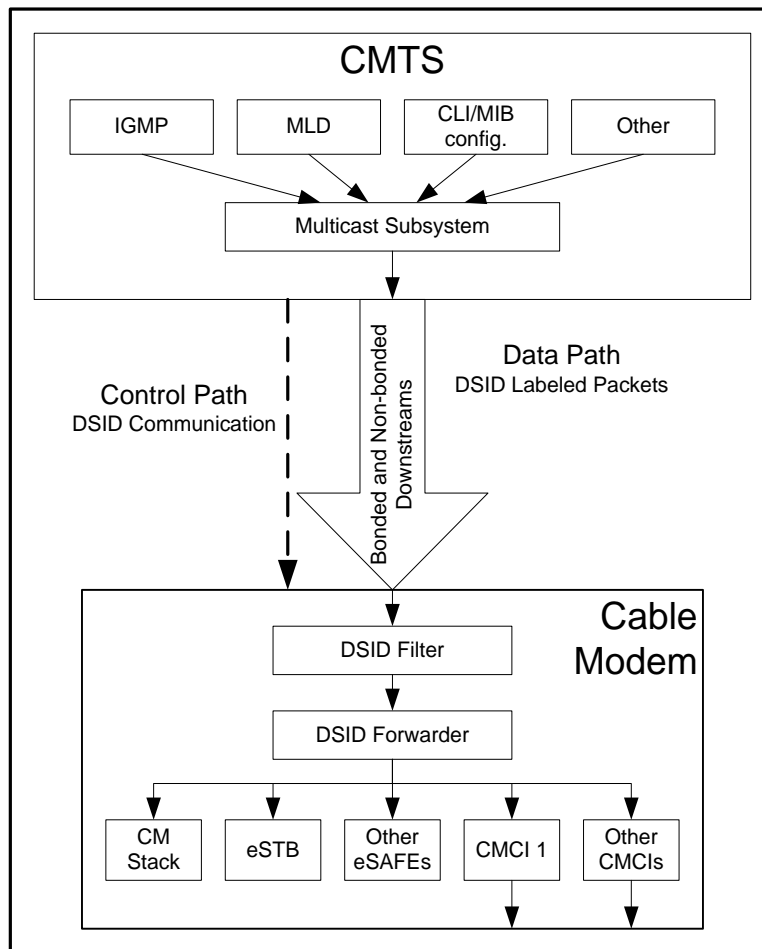 CMTS
IGMP
MLD
CLI/MIB
config.
Other
Multicast Subsystem
Control Path
DSID Communication
Bonded and Non-bonded
Downstreams
Data Path
DSID Labeled Packets
Cable
Modem
DSID Filter
DSID Forwarder
CM
Stack
eSTB
Other
eSAFEs
CMCI 1
Other
CMCIs